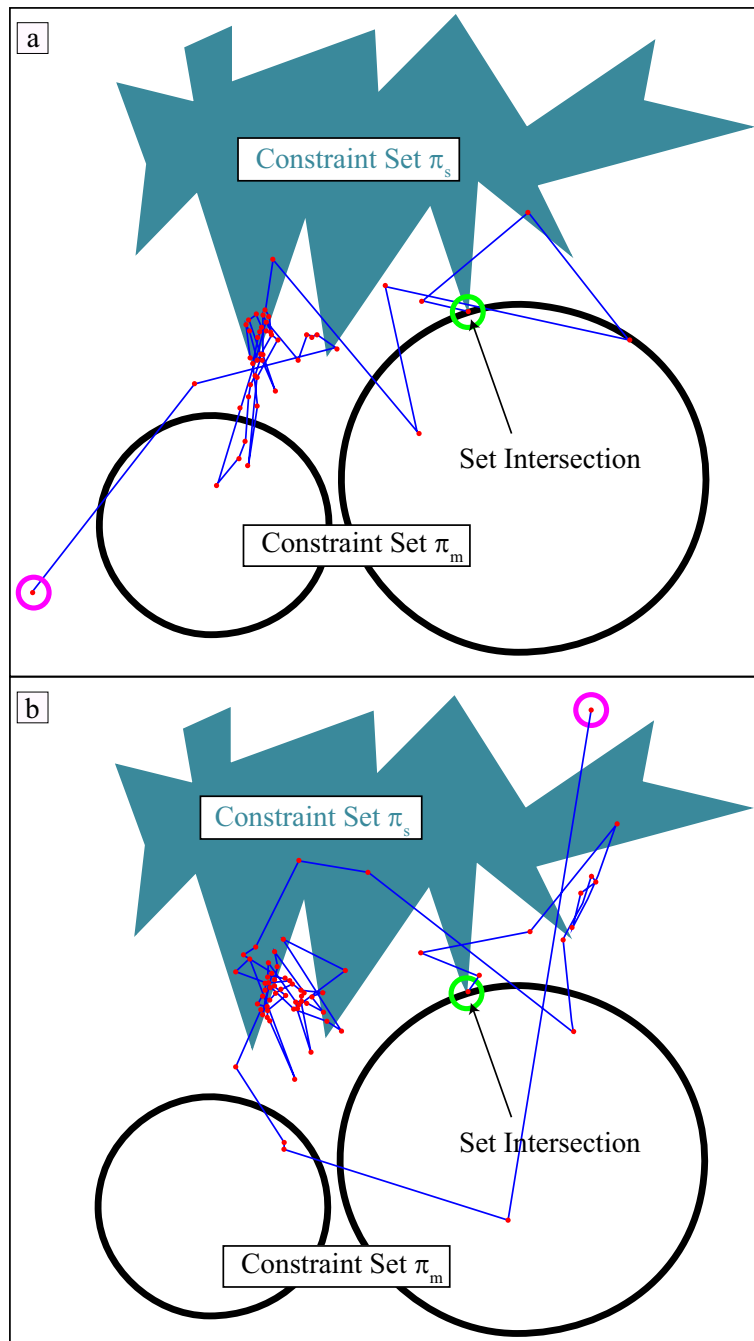 a
Constraint Set πs
Set Intersection
Constraint Set πm
b
Constraint Set πs
Set Intersection
Constraint Set πm